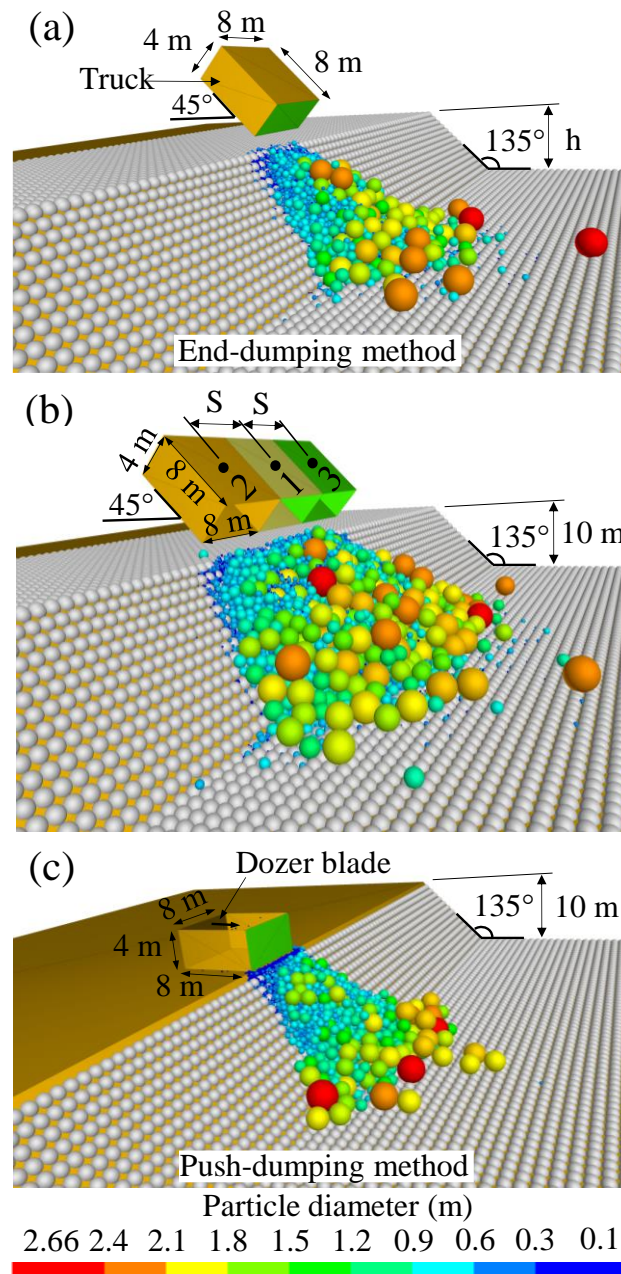 (a)
8 m
4 m
8 m
Truck
45°
135°
h
End-dumping method
(b)
S
S
4 m
8 m
2
1
3
45°
8 m
135°
10 m
(c)
Dozer blade
8 m
4 m
8 m
135°
10 m
Push-dumping method
Particle diameter (m)
2.66 2.4 2.1 1.8 1.5 1.2 0.9 0.6 0.3 0.1